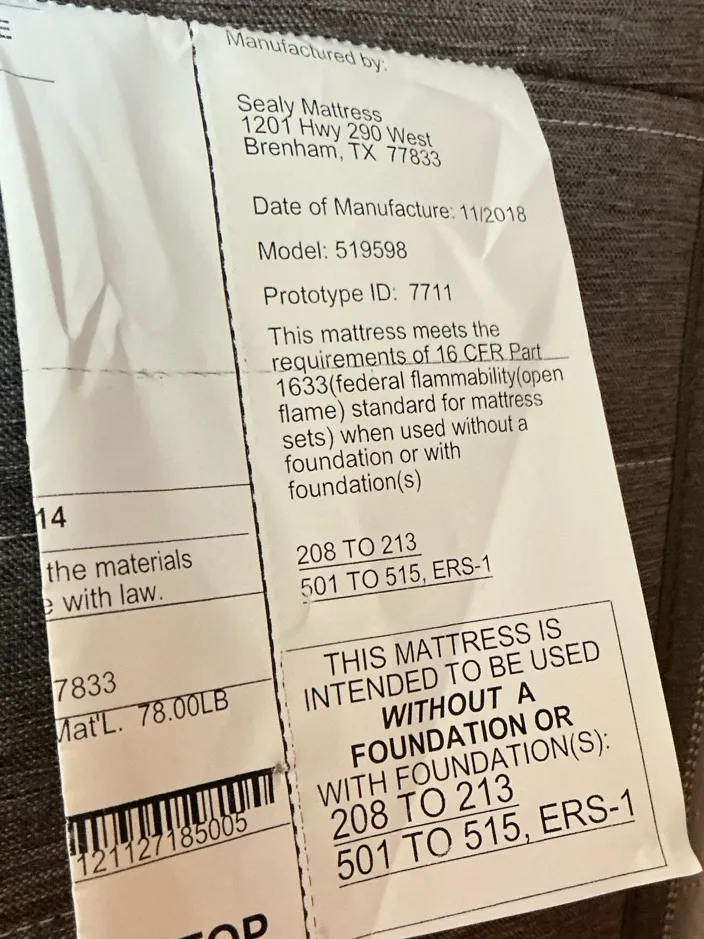 E
Manufactured by:
Sealy Mattress
1201 Hwy 290 West
Brenham, TX 77833
Date of Manufacture: 11/2018
Model: 519598
Prototype ID: 7711
This mattress meets the
requirements of 16 CFR Part
1633(federal flammability(open
flame) standard for mattress
sets) when used without a
foundation or with
foundation(s)
208 TO 213
501 TO 515, ERS-1
THIS MATTRESS IS
INTENDED TO BE USED
WITHOUT A
FOUNDATION OR
WITH FOUNDATION(S):
208 TO 213
501 TO 515, ERS-1
14
the materials
e with law.
7833
Mat'L. 78.00LB
121127185005
TOP